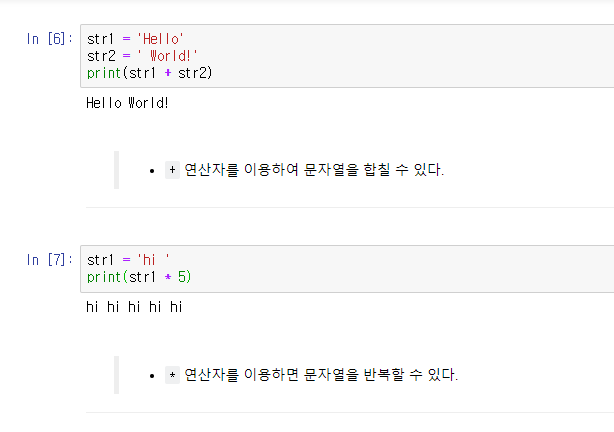 In [6]: str1 = 'Hello'
str2 = ' World!'
print(str1 + str2)
Hello World!
• + 연산자를 이용하여 문자열을 합칠 수 있다.
In [7]: str1 = 'hi '
print(str1 * 5)
hi hi hi hi hi
• * 연산자를 이용하면 문자열을 반복할 수 있다.